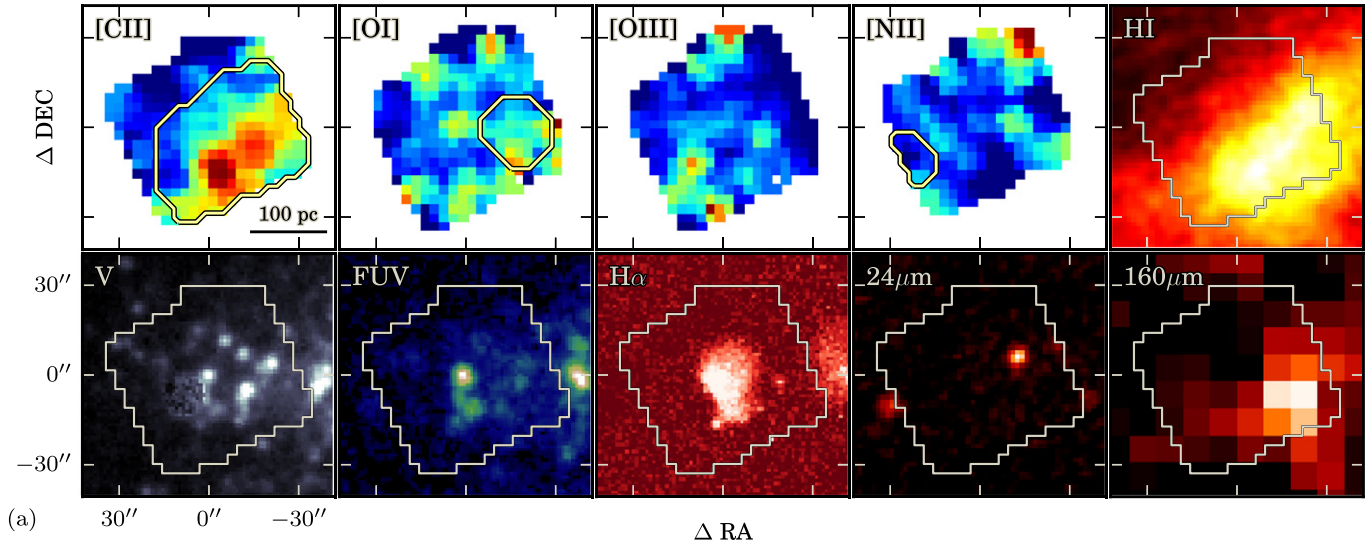 [CII]
[OI]
[OIII]
[NII]
HI
Δ DEC
100 pc
V
FUV
Hα
24μm
160μm
30″
0″
−30″
(a)
30″
0″
−30″
Δ RA